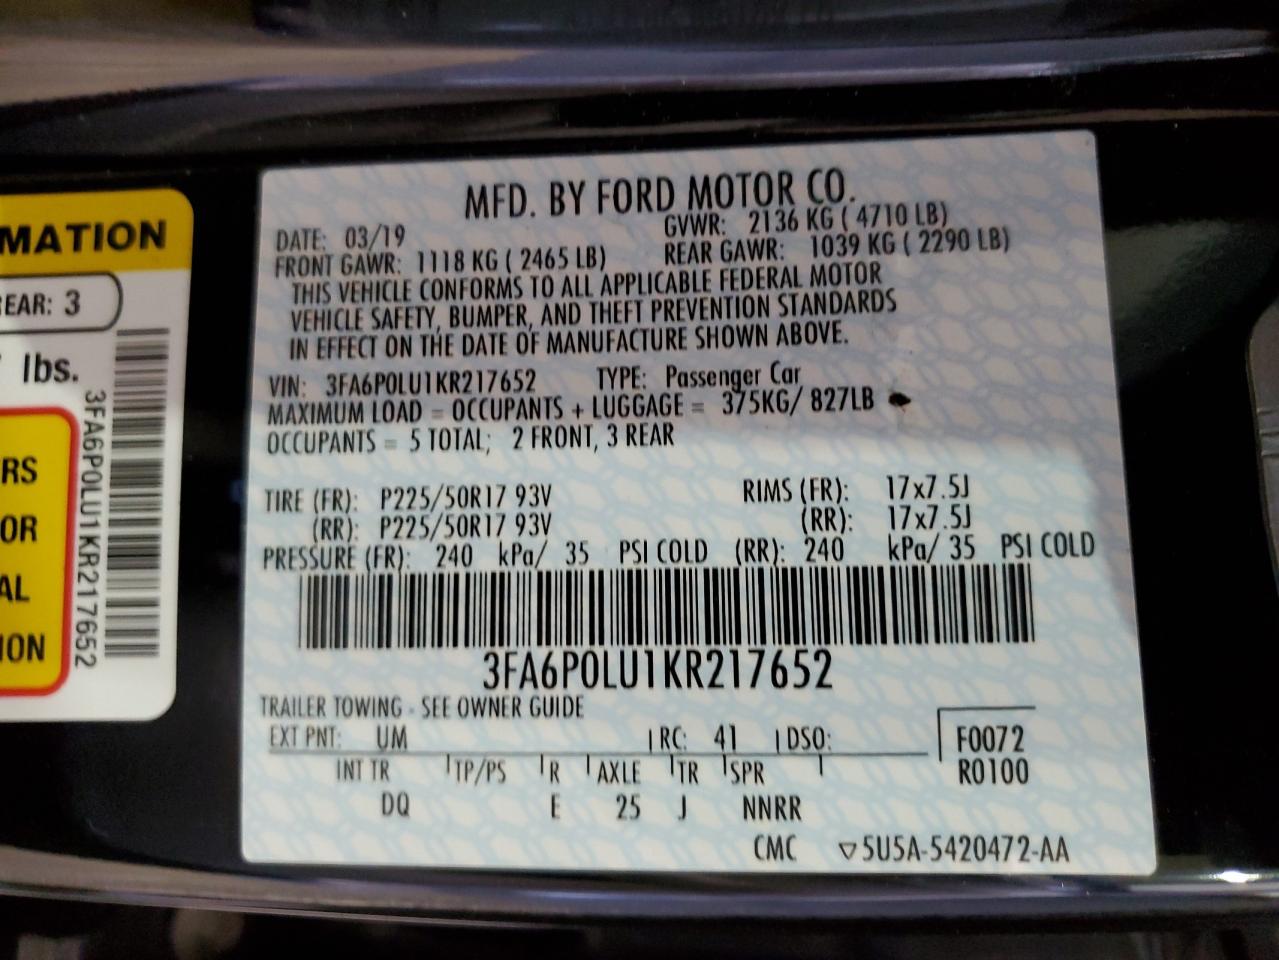 MFD. BY FORD MOTOR CO.
DATE: 03/19 GVWR: 2136 KG ( 4710 LB)
FRONT GAWR: 1118 KG ( 2465 LB) REAR GAWR: 1039 KG ( 2290 LB)
THIS VEHICLE CONFORMS TO ALL APPLICABLE FEDERAL MOTOR
VEHICLE SAFETY, BUMPER, AND THEFT PREVENTION STANDARDS
IN EFFECT ON THE DATE OF MANUFACTURE SHOWN ABOVE.
VIN: 3FA6P0LU1KR217652 TYPE: Passenger Car
MAXIMUM LOAD = OCCUPANTS + LUGGAGE = 375KG/ 827LB
OCCUPANTS = 5 TOTAL; 2 FRONT, 3 REAR
TIRE (FR): P225/50R17 93V RIMS (FR): 17x7.5J
(RR): P225/50R17 93V (RR): 17x7.5J
PRESSURE (FR): 240 kPa/ 35 PSI COLD (RR): 240 kPa/ 35 PSI COLD
3FA6P0LU1KR217652
TRAILER TOWING - SEE OWNER GUIDE
EXT PNT: UM RC: 41 DSO: F0072
INT TR TP/PS R AXLE TR SPR R0100
DQ E 25 J NNRR
CMC ▽5U5A-5420472-AA
MATION
REAR: 3
lbs.
3FA6P0LU1KR217652
RS
OR
AL
ION